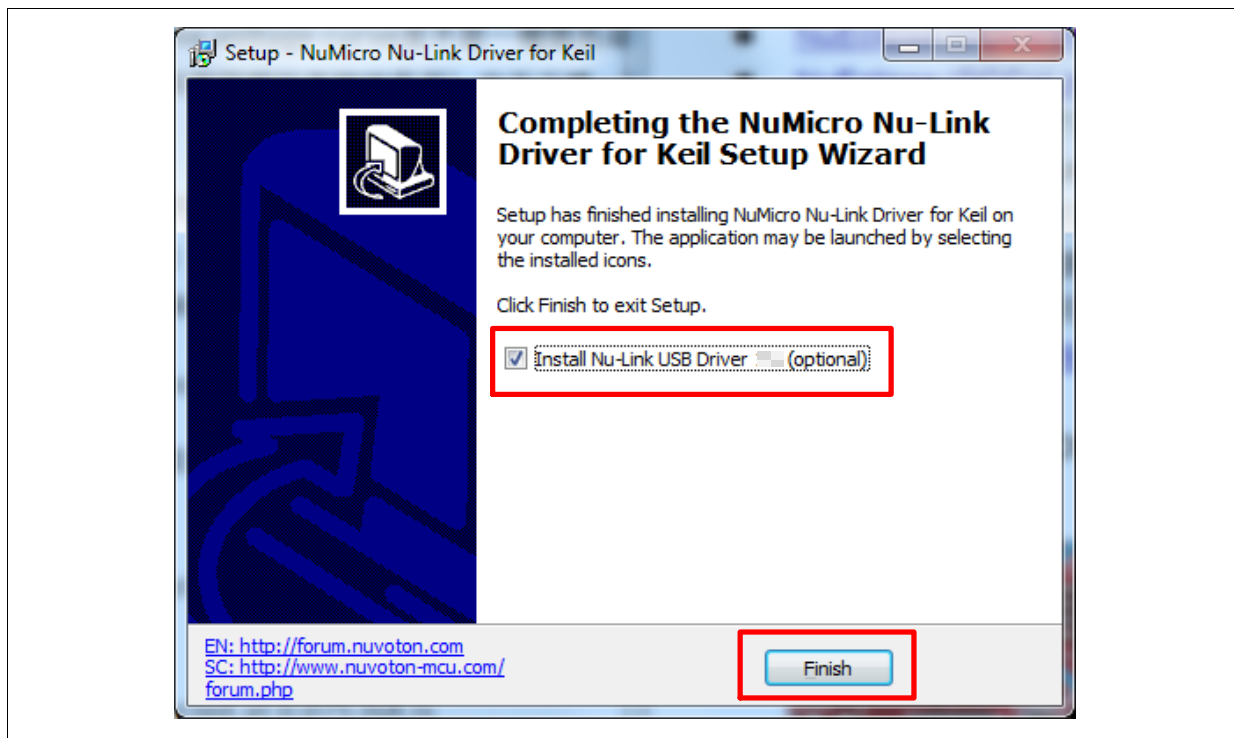 Setup - NuMicro Nu-Link Driver for Keil
Completing the NuMicro Nu-Link
Driver for Keil Setup Wizard
Setup has finished installing NuMicro Nu-Link Driver for Keil on
your computer. The application may be launched by selecting
the installed icons.
Click Finish to exit Setup.
Install Nu-Link USB Driver (optional)
EN: http://forum.nuvoton.com
SC: http://www.nuvoton-mcu.com/
forum.php
Finish